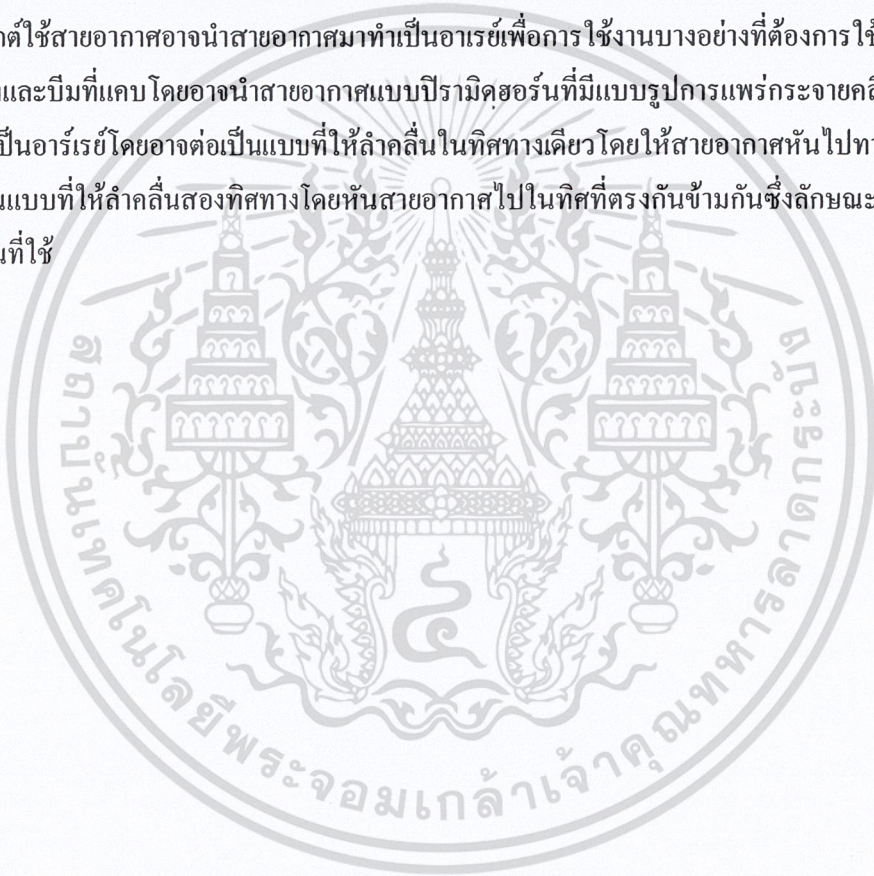 กต์ใช้สายอากาศอาจนำสายอากาศมาทำเป็นอาเรย์เพื่อการใช้งานบางอย่างที่ต้องการใช้
และบีมที่แคบโดยอาจนำสายอากาศแบบปิรามิดฮอร์นที่มีแบบรูปการแพร่กระจายคลื
ป็นอาร์เรย์โดยอาจต่อเป็นแบบที่ให้ลำคลื่นในทิศทางเดียวโดยให้สายอากาศหันไปทา
นแบบที่ให้ลำคลื่นสองทิศทางโดยหันสายอากาศไปในทิศที่ตรงกันข้ามกันซึ่งลักษณะ
นที่ใช้
สถาบันเทคโนโลยีพระจอมเกล้าเจ้าคุณทหารลาดกระบัง